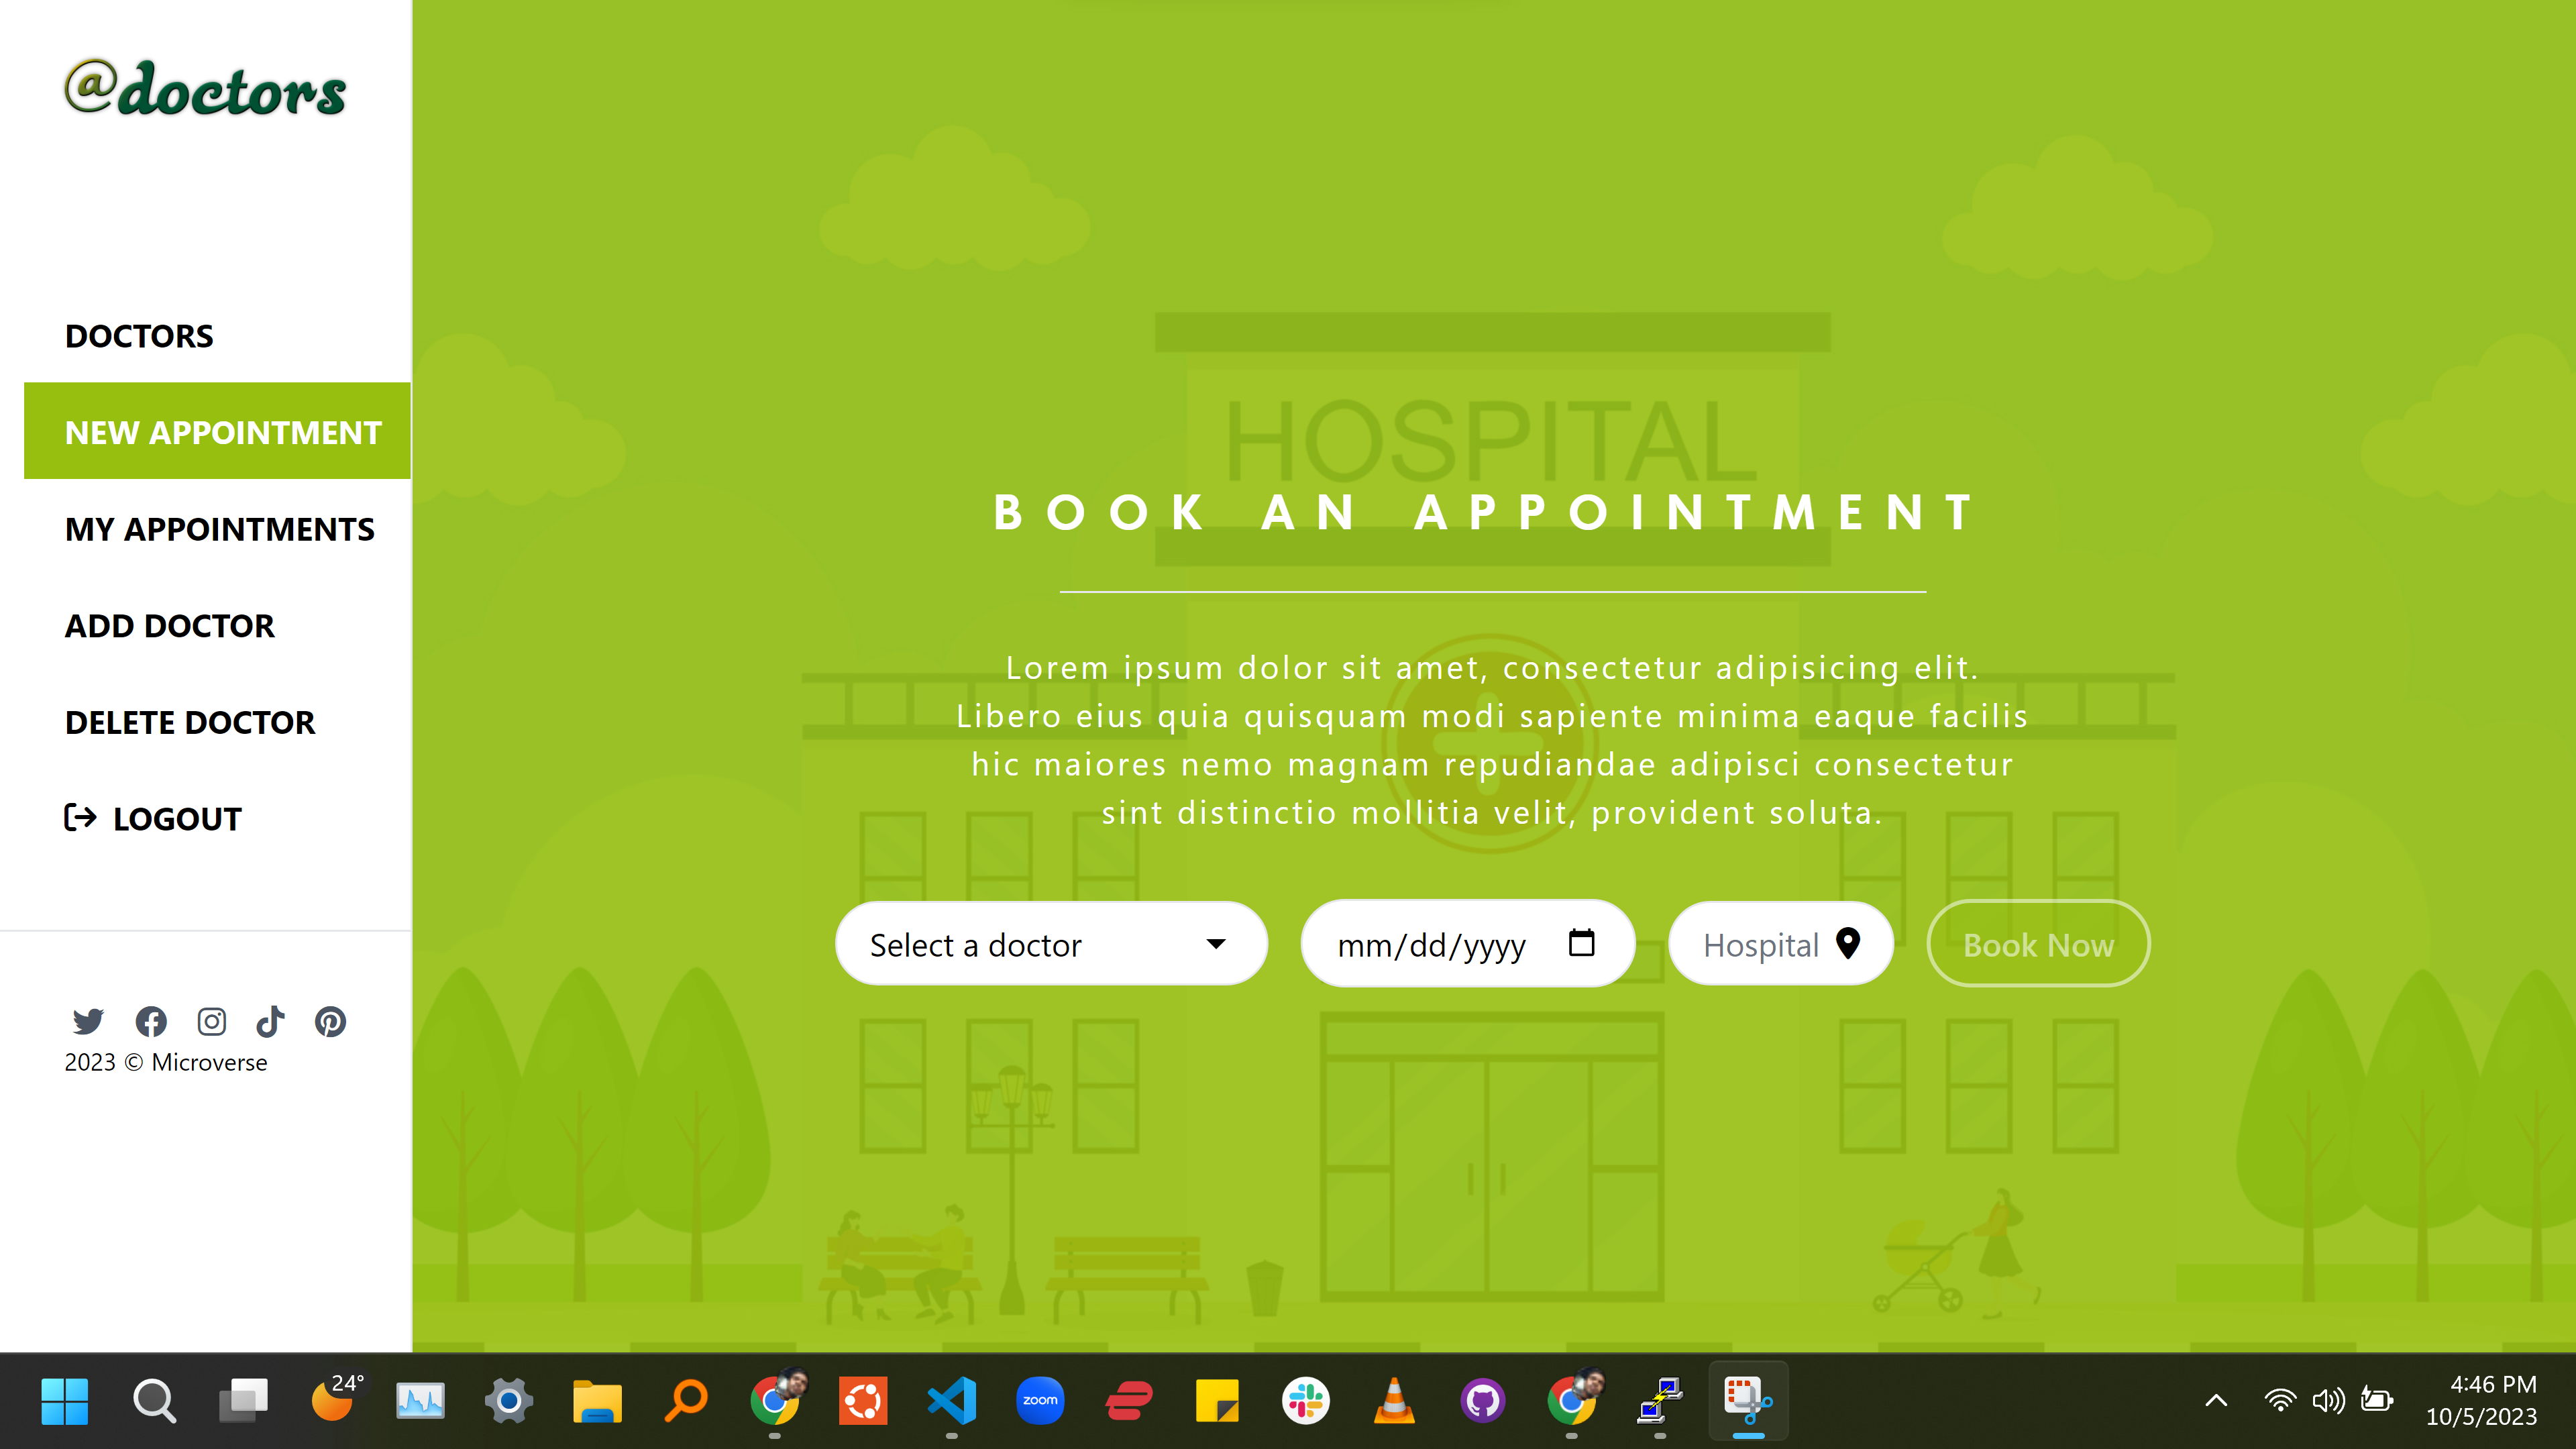 @doctors
DOCTORS
NEW APPOINTMENT
MY APPOINTMENTS
ADD DOCTOR
DELETE DOCTOR
LOGOUT
2023 © Microverse
HOSPITAL
BOOK AN APPOINTMENT
Lorem ipsum dolor sit amet, consectetur adipisicing elit.
Libero eius quia quisquam modi sapiente minima eaque facilis
hic maiores nemo magnam repudiandae adipisci consectetur
sint distinctio mollitia velit, provident soluta.
Select a doctor
mm/dd/yyyy
Hospital
Book Now
24°
zoom
4:46 PM
10/5/2023